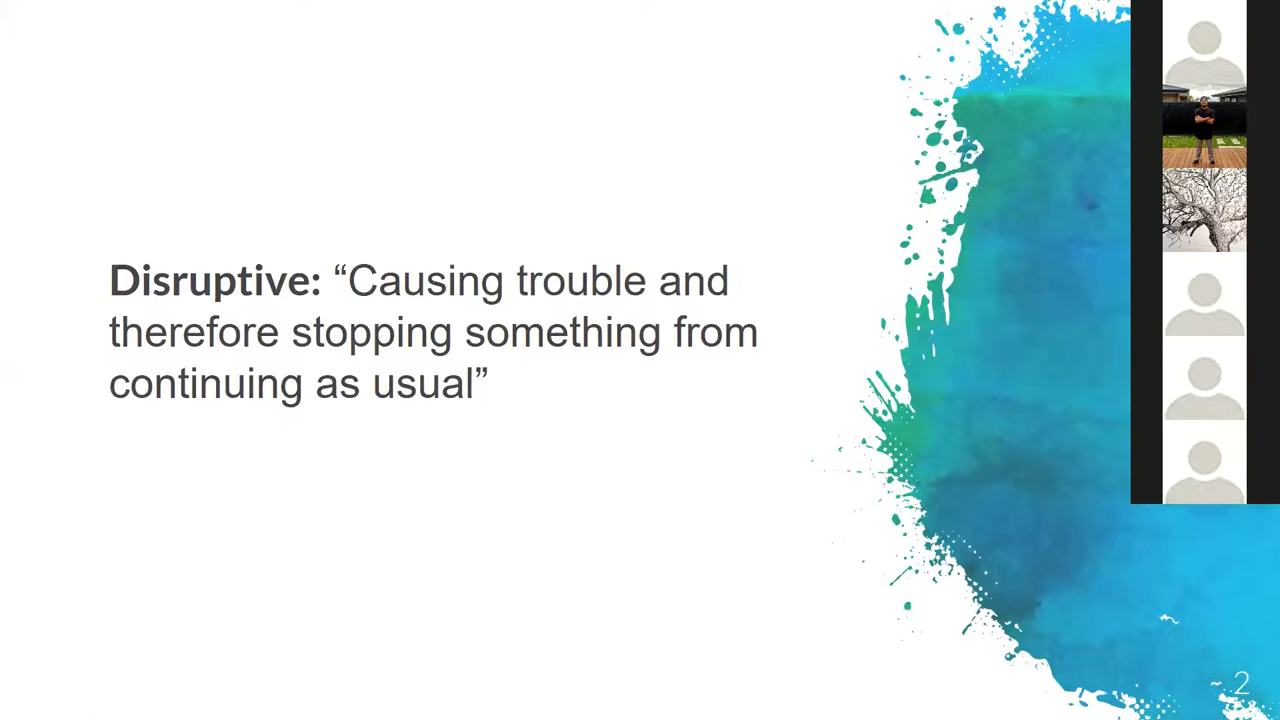 Disruptive: “Causing trouble and
therefore stopping something from
continuing as usual”
2